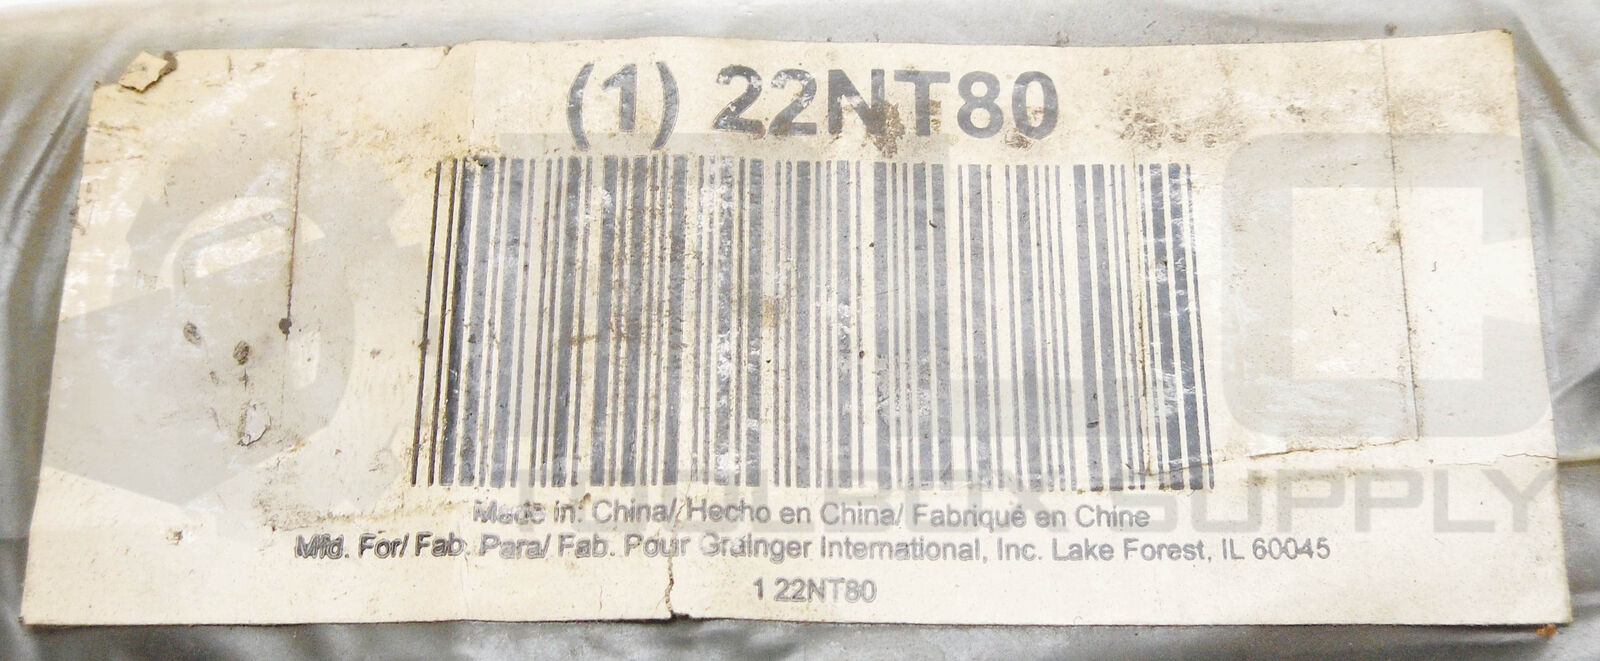 (1) 22NT80
Made in: China/ Hecho en China/ Fabriqué en Chine
Mfd. For/ Fab. Para/ Fab. Pour Grainger International, Inc. Lake Forest, IL 60045
1 22NT80